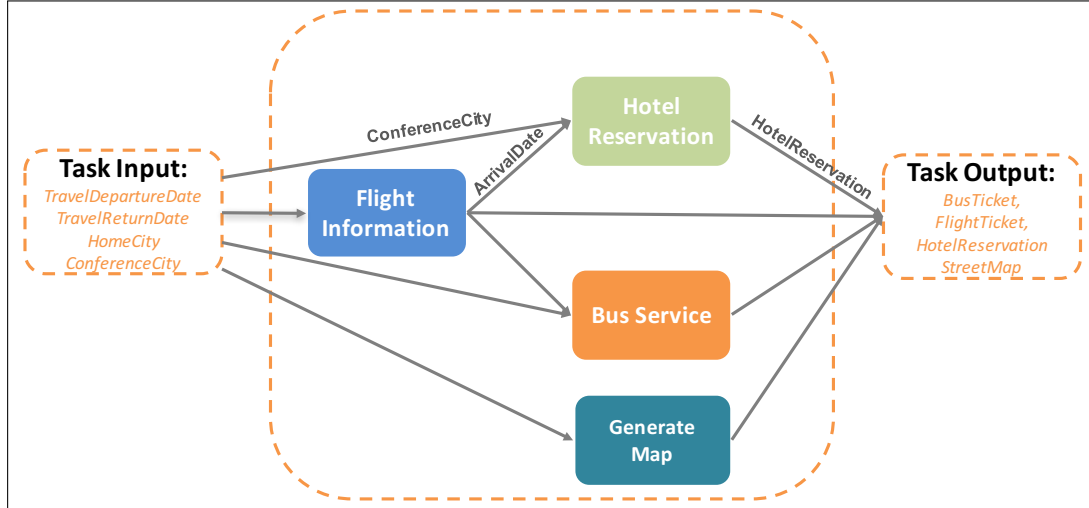 Task Input:
TravelDepartureDate
TravelReturnDate
HomeCity
ConferenceCity
ConferenceCity
ArrivalDate
Flight
Information
Hotel
Reservation
Bus Service
Generate
Map
HotelReservation
Task Output:
BusTicket,
FlightTicket,
HotelReservation
StreetMap